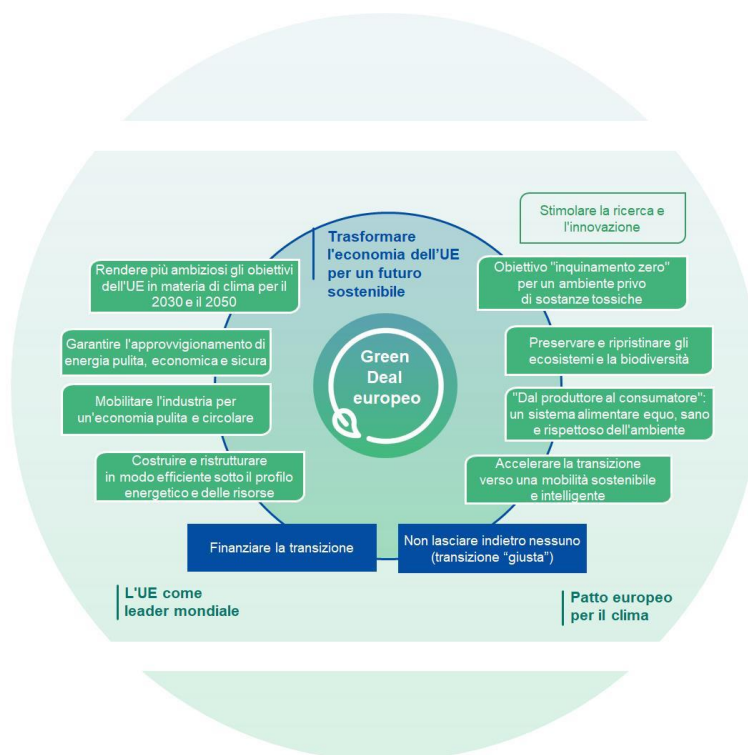 Stimolare la ricerca e
l'innovazione
Trasformare
l'economia dell'UE
per un futuro
sostenibile
Rendere più ambiziosi gli obiettivi
dell'UE in materia di clima per il
2030 e il 2050
Obiettivo "inquinamento zero"
per un ambiente privo
di sostanze tossiche
Garantire l'approvvigionamento di
energia pulita, economica e sicura
Preservare e ripristinare gli
ecosistemi e la biodiversità
Green
Deal
europeo
Mobilitare l'industria per
un'economia pulita e circolare
"Dal produttore al consumatore":
un sistema alimentare equo, sano
e rispettoso dell'ambiente
Costruire e ristrutturare
in modo efficiente sotto il profilo
energetico e delle risorse
Accelerare la transizione
verso una mobilità sostenibile
e intelligente
Finanziare la transizione
Non lasciare indietro nessuno
(transizione “giusta”)
L'UE come
leader mondiale
Patto europeo
per il clima